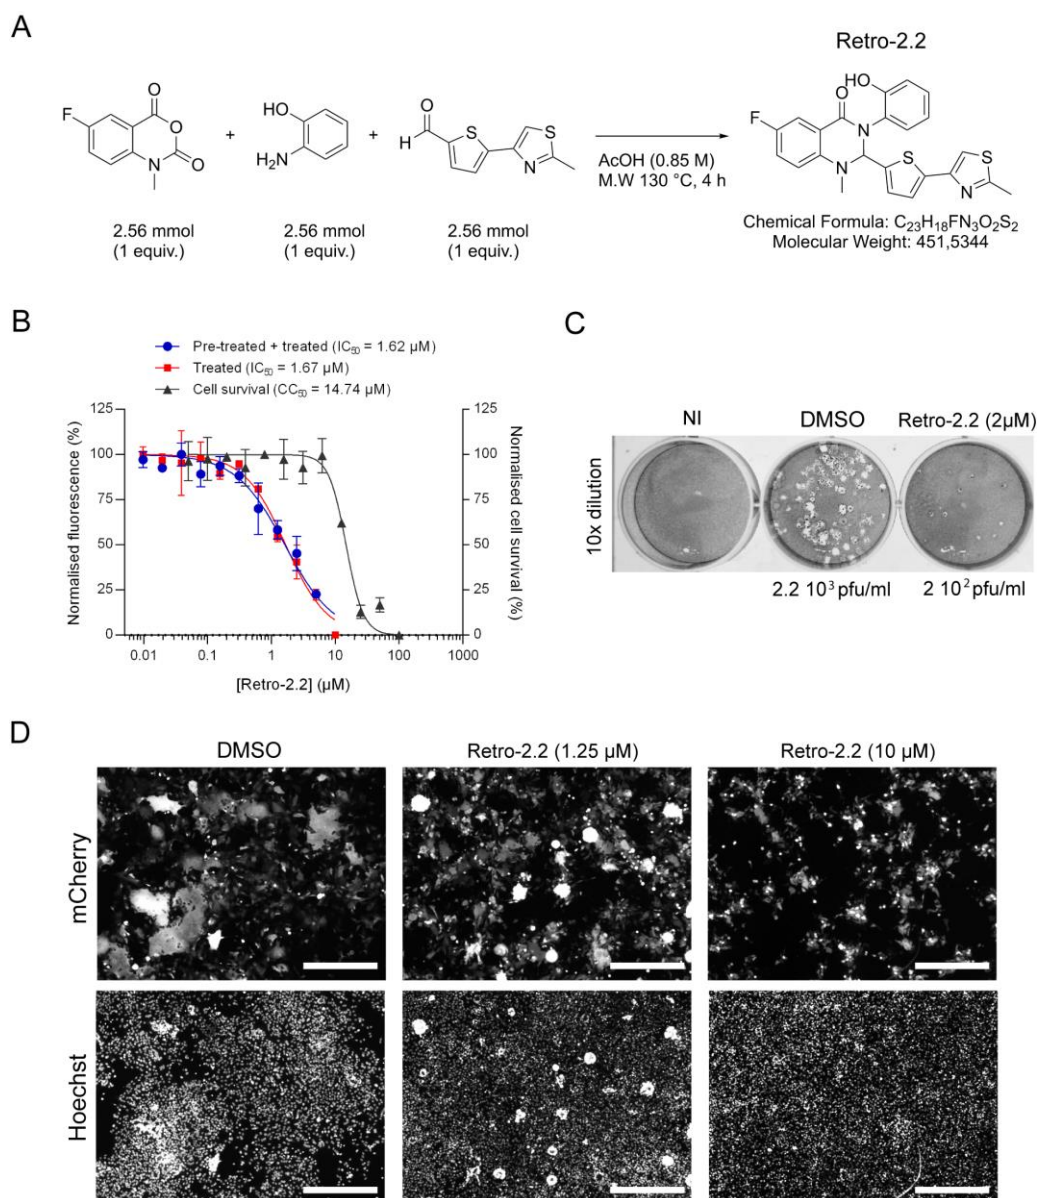 A
Retro-2.2
F
O
O
O
N
+
HO
H₂N
+
O
H
S
S
N
AcOH (0.85 M)
M.W 130 °C, 4 h
HO
O
F
N
N
S
S
N
2.56 mmol
(1 equiv.)
2.56 mmol
(1 equiv.)
2.56 mmol
(1 equiv.)
Chemical Formula: C₂₃H₁₈FN₃O₂S₂
Molecular Weight: 451,5344
B
Pre-treated + treated (IC₅₀ = 1.62 µM)
Treated (IC₅₀ = 1.67 µM)
Cell survival (CC₅₀ = 14.74 µM)
Normalised fluorescence (%)
125
100
75
50
25
0
125
100
75
50
25
0
Normalised cell survival (%)
0.01 0.1 1 10 100 1000
[Retro-2.2] (µM)
C
NI DMSO Retro-2.2 (2µM)
10x dilution
2.2 10³ pfu/ml 2 10² pfu/ml
D
DMSO Retro-2.2 (1.25 µM) Retro-2.2 (10 µM)
mCherry
Hoechst